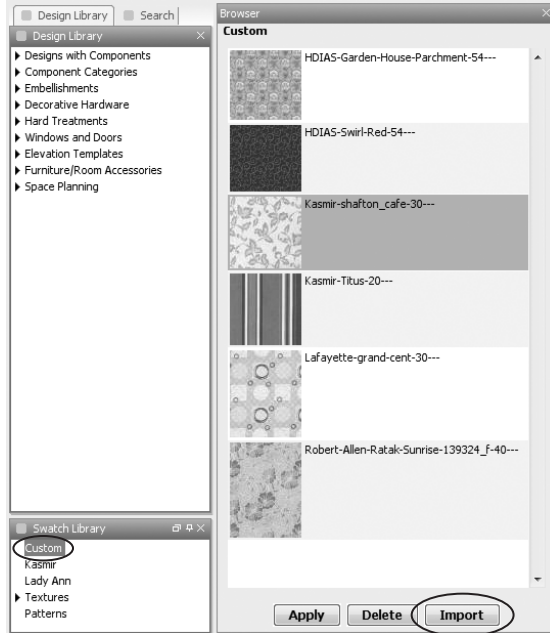 Design Library
Search
Design Library
Designs with Components
Component Categories
Embellishments
Decorative Hardware
Hard Treatments
Windows and Doors
Elevation Templates
Furniture/Room Accessories
Space Planning
Swatch Library
Custom
Kasmir
Lady Ann
Textures
Patterns
Browser
Custom
HDIAS-Garden-House-Parchment-54---
HDIAS-Swirl-Red-54---
Kasmir-shafton_cafe-30---
Kasmir-Titus-20---
Lafayette-grand-cent-30---
Robert-Allen-Ratak-Sunrise-139324_f-40---
Apply
Delete
Import